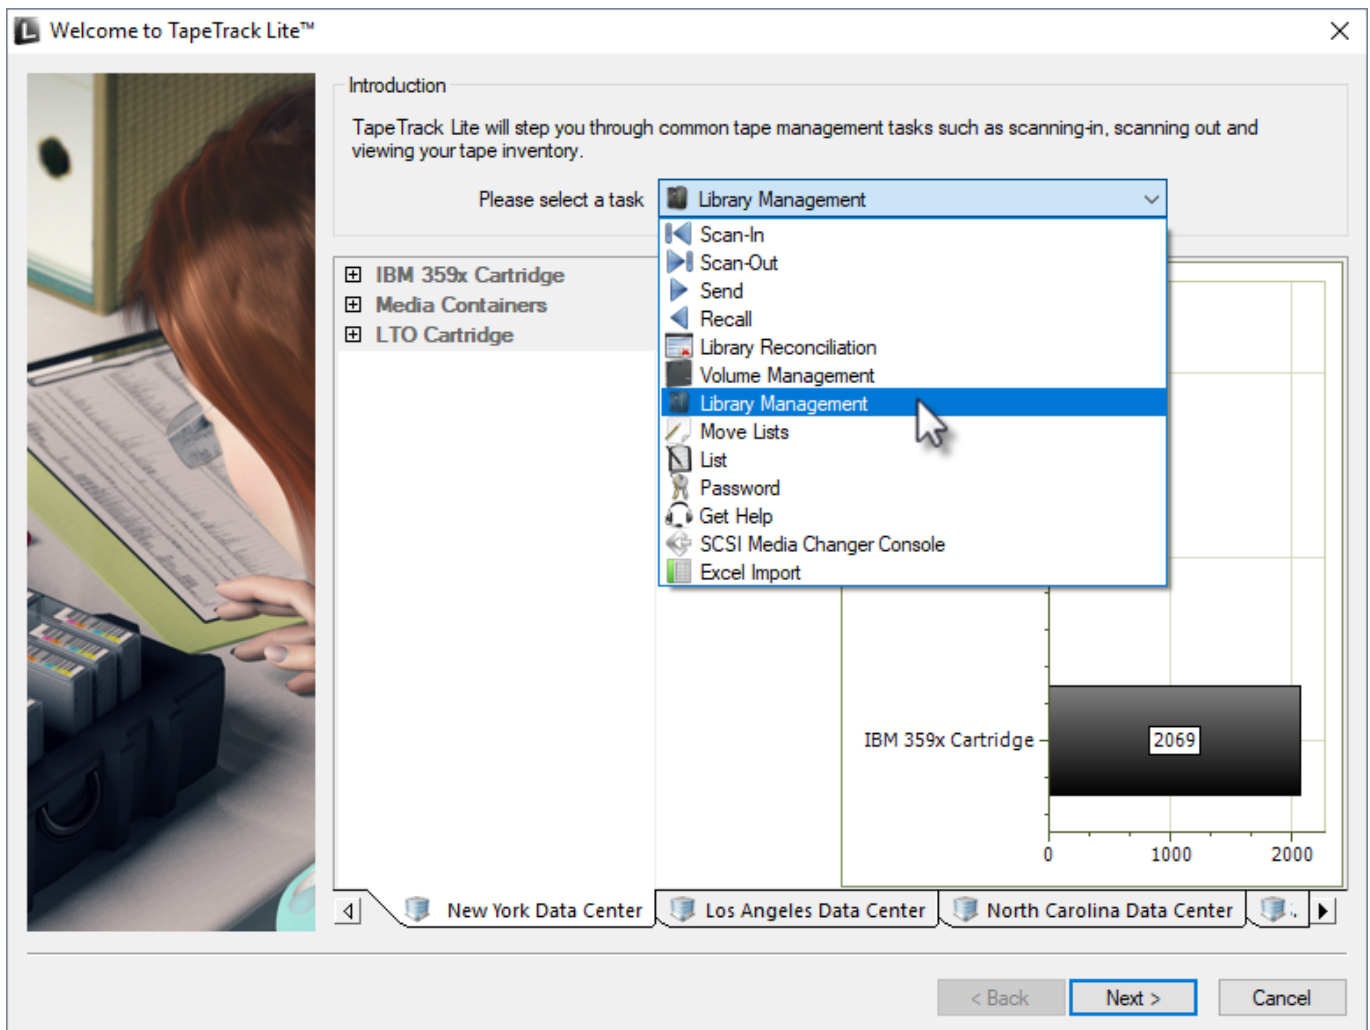 Welcome to TapeTrack Lite™
Introduction
TapeTrack Lite will step you through common tape management tasks such as scanning-in, scanning out and
viewing your tape inventory.
Please select a task
Library Management
Scan-In
Scan-Out
Send
Recall
Library Reconciliation
Volume Management
Library Management
Move Lists
List
Password
Get Help
SCSI Media Changer Console
Excel Import
IBM 359x Cartridge
Media Containers
LTO Cartridge
IBM 359x Cartridge
2069
0 1000 2000
New York Data Center
Los Angeles Data Center
North Carolina Data Center
< Back
Next >
Cancel